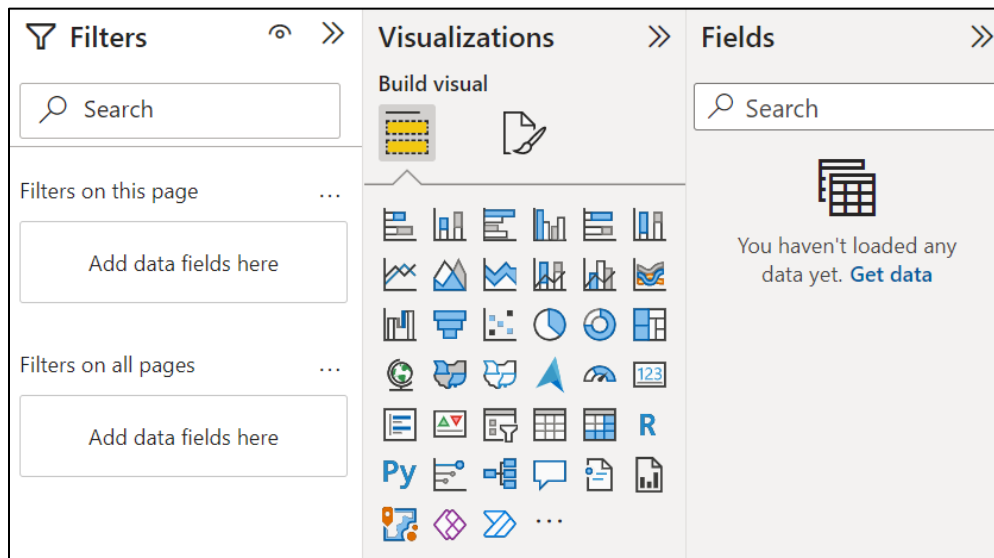 Filters
Search
Filters on this page
...
Add data fields here
Filters on all pages
...
Add data fields here
Visualizations
Build visual
123
R
Py
...
Fields
Search
You haven't loaded any
data yet. Get data